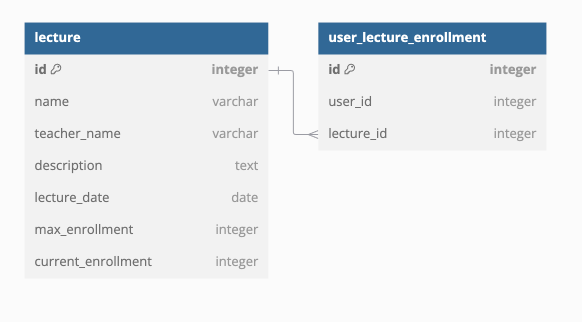 lecture
id integer
name varchar
teacher_name varchar
description text
lecture_date date
max_enrollment integer
current_enrollment integer
user_lecture_enrollment
id integer
user_id integer
lecture_id integer